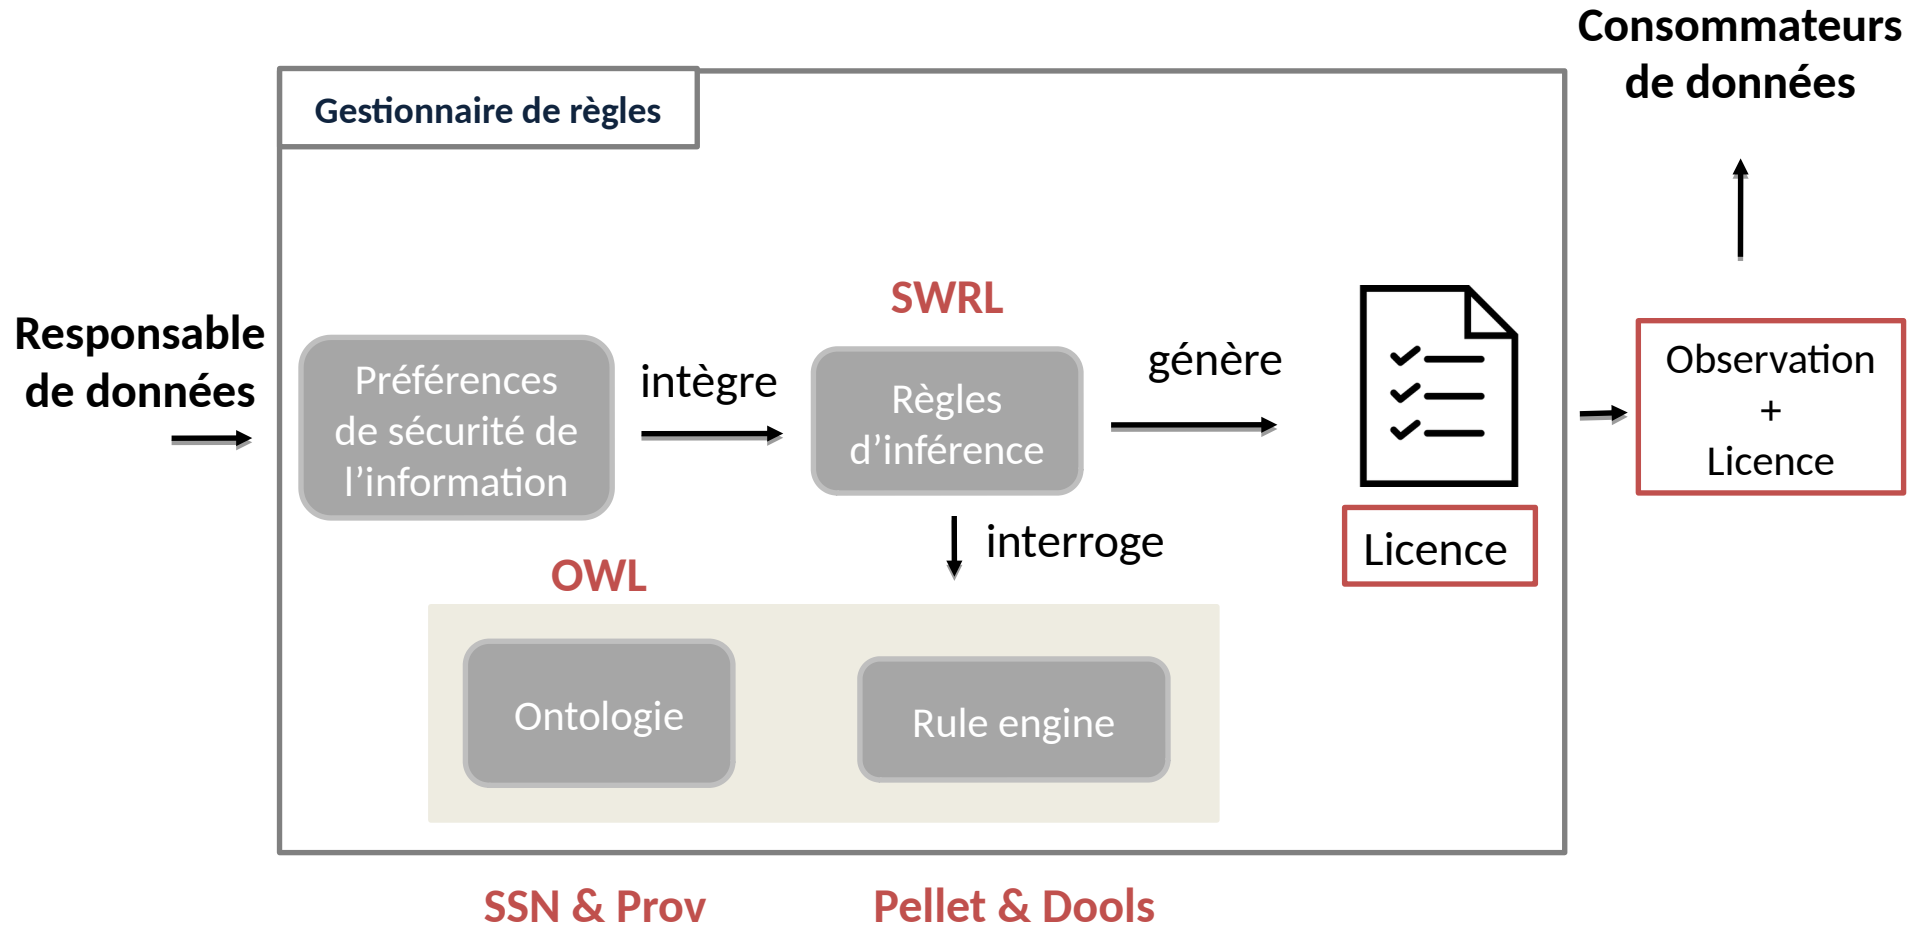 Consommateurs
de données
Gestionnaire de règles
SWRL
Responsable
de données
Préférences
de sécurité de
l’information
intègre
Règles
d’inférence
génère
Observation
+
Licence
interroge
Licence
OWL
Ontologie
Rule engine
SSN & Prov
Pellet & Dools